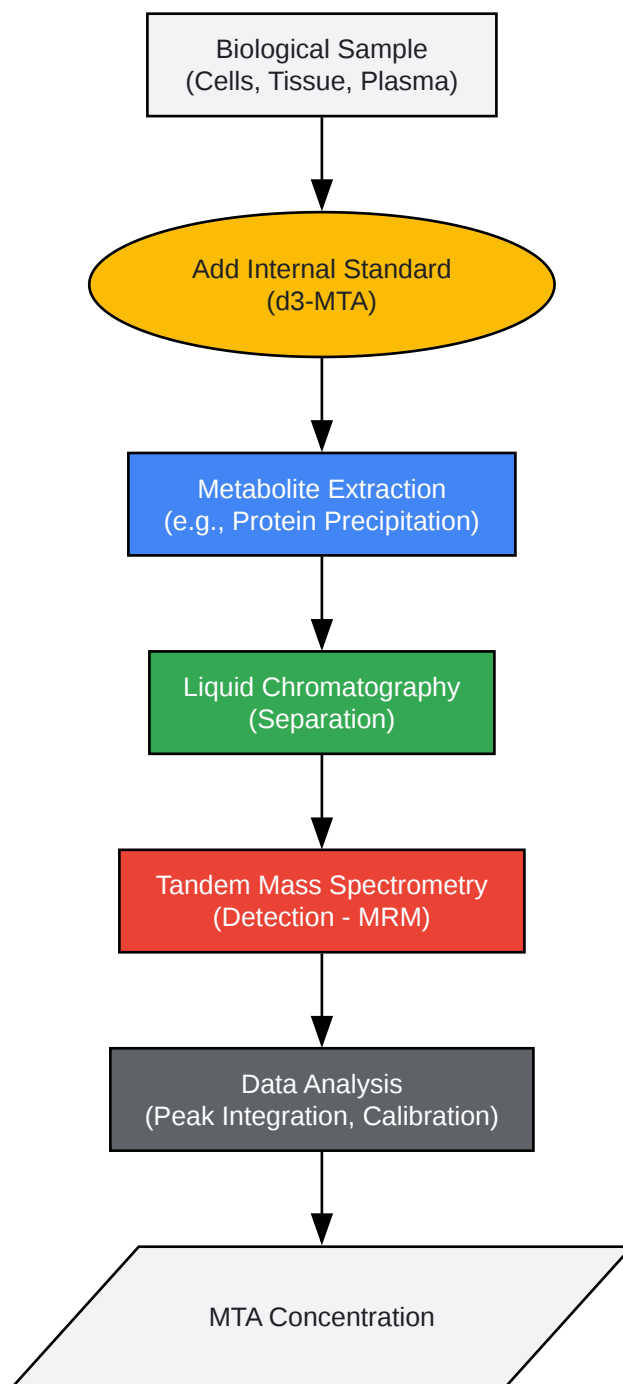 Biological Sample
(Cells, Tissue, Plasma)
Add Internal Standard
(d3-MTA)
Metabolite Extraction
(e.g., Protein Precipitation)
Liquid Chromatography
(Separation)
Tandem Mass Spectrometry
(Detection - MRM)
Data Analysis
(Peak Integration, Calibration)
MTA Concentration